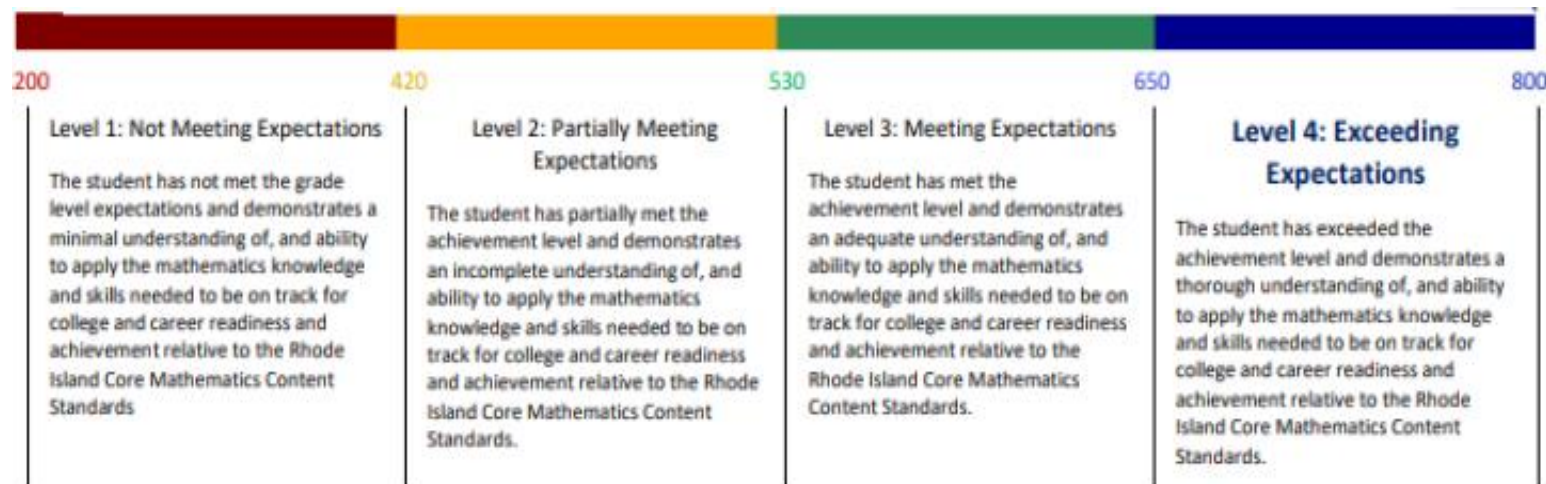 200
420
530
650
800
Level 1: Not Meeting Expectations
The student has not met the grade
level expectations and demonstrates a
minimal understanding of, and ability
to apply the mathematics knowledge
and skills needed to be on track for
college and career readiness and
achievement relative to the Rhode
Island Core Mathematics Content
Standards
Level 2: Partially Meeting
Expectations
The student has partially met the
achievement level and demonstrates
an incomplete understanding of, and
ability to apply the mathematics
knowledge and skills needed to be on
track for college and career readiness
and achievement relative to the Rhode
Island Core Mathematics Content
Standards.
Level 3: Meeting Expectations
The student has met the
achievement level and demonstrates
an adequate understanding of, and
ability to apply the mathematics
knowledge and skills needed to be on
track for college and career readiness
and achievement relative to the
Rhode Island Core Mathematics
Content Standards.
Level 4: Exceeding
Expectations
The student has exceeded the
achievement level and demonstrates a
thorough understanding of, and ability
to apply the mathematics knowledge
and skills needed to be on track for
college and career readiness and
achievement relative to the Rhode
Island Core Mathematics Content
Standards.